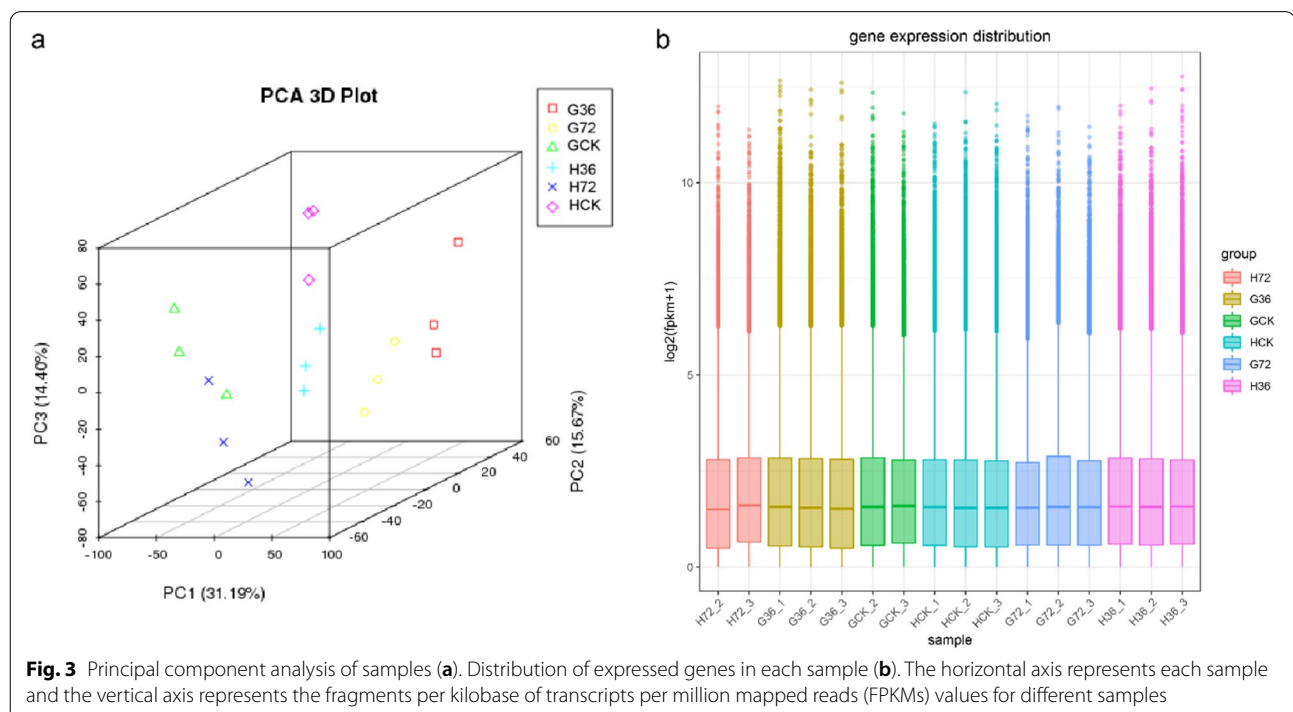 a
PCA 3D Plot
G36
G72
GCK
H36
H72
HCK
PC3 (14.40%)
80
60
40
20
0
-20
-40
-60
-80
-100
-50
0
50
100
PC1 (31.19%)
-60
-40
-20
0
20
40
60
PC2 (15.67%)
b
gene expression distribution
log2(fpkm+1)
10
5
0
H72_2
H72_3
G36_1
G36_2
G36_3
GCK_2
GCK_3
HCK_1
HCK_2
HCK_3
G72_1
G72_2
G72_3
H36_1
H36_2
H36_3
sample
group
H72
G36
GCK
HCK
G72
H36
Fig. 3 Principal component analysis of samples (a). Distribution of expressed genes in each sample (b). The horizontal axis represents each sample
and the vertical axis represents the fragments per kilobase of transcripts per million mapped reads (FPKMs) values for different samples